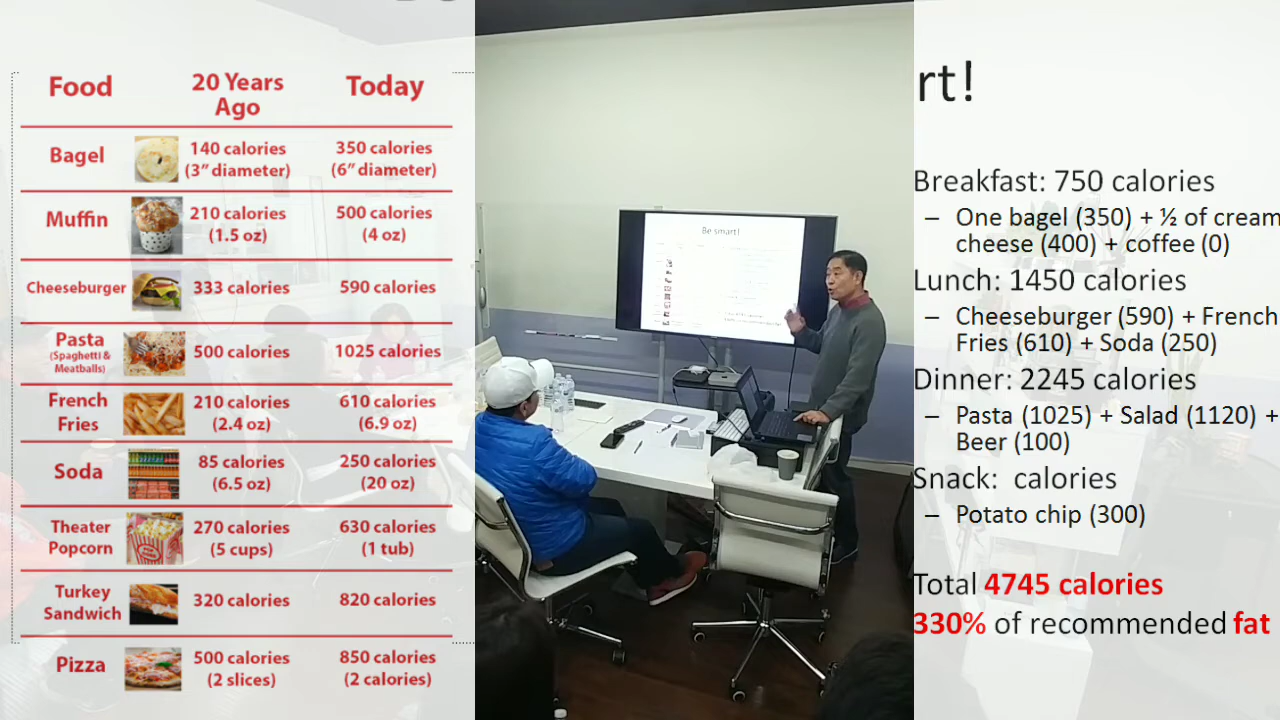 Food 20 Years Ago Today
Bagel 140 calories (3” diameter) 350 calories (6” diameter)
Muffin 210 calories (1.5 oz) 500 calories (4 oz)
Cheeseburger 333 calories 590 calories
Pasta (Spaghetti & Meatballs) 500 calories 1025 calories
French Fries 210 calories (2.4 oz) 610 calories (6.9 oz)
Soda 85 calories (6.5 oz) 250 calories (20 oz)
Theater Popcorn 270 calories (5 cups) 630 calories (1 tub)
Turkey Sandwich 320 calories 820 calories
Pizza 500 calories (2 slices) 850 calories (2 calories)
Be smart!
rt!
Breakfast: 750 calories
– One bagel (350) + ½ of cream
cheese (400) + coffee (0)
Lunch: 1450 calories
– Cheeseburger (590) + French
Fries (610) + Soda (250)
Dinner: 2245 calories
– Pasta (1025) + Salad (1120) +
Beer (100)
Snack: calories
– Potato chip (300)
Total 4745 calories
330% of recommended fat